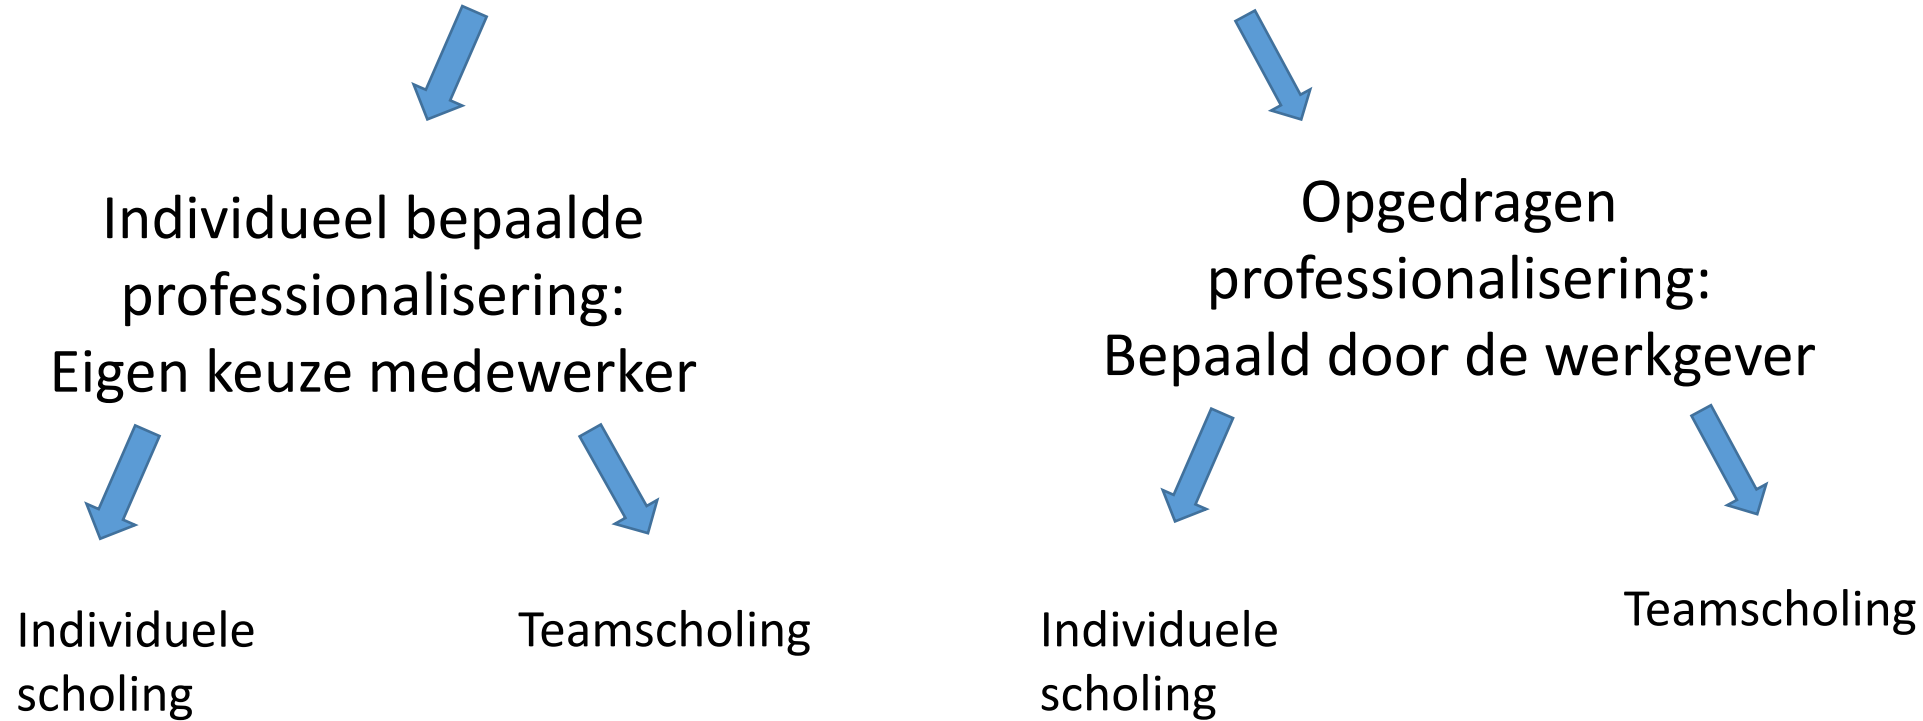 Individueel bepaalde
professionalisering:
Eigen keuze medewerker
Opgedragen
professionalisering:
Bepaald door de werkgever
Individuele
scholing
Teamscholing
Individuele
scholing
Teamscholing